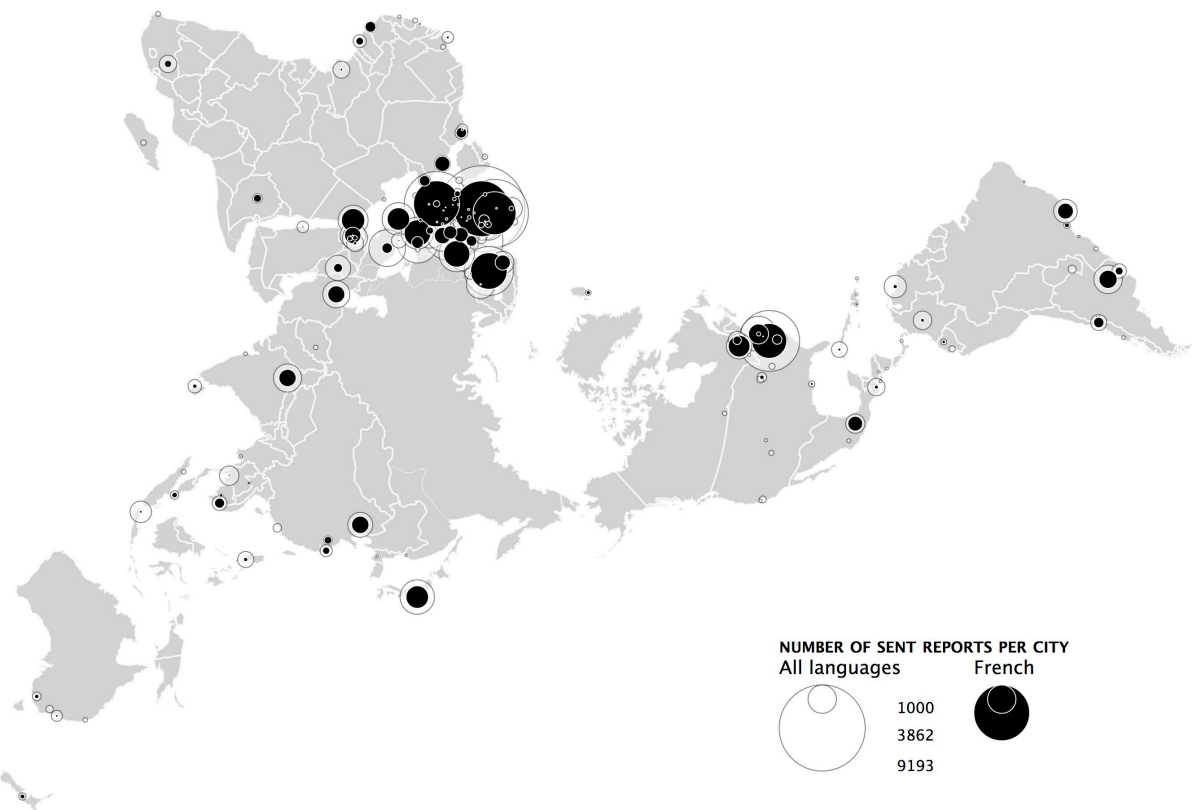 NUMBER OF SENT REPORTS PER CITY
All languages French
1000
3862
9193